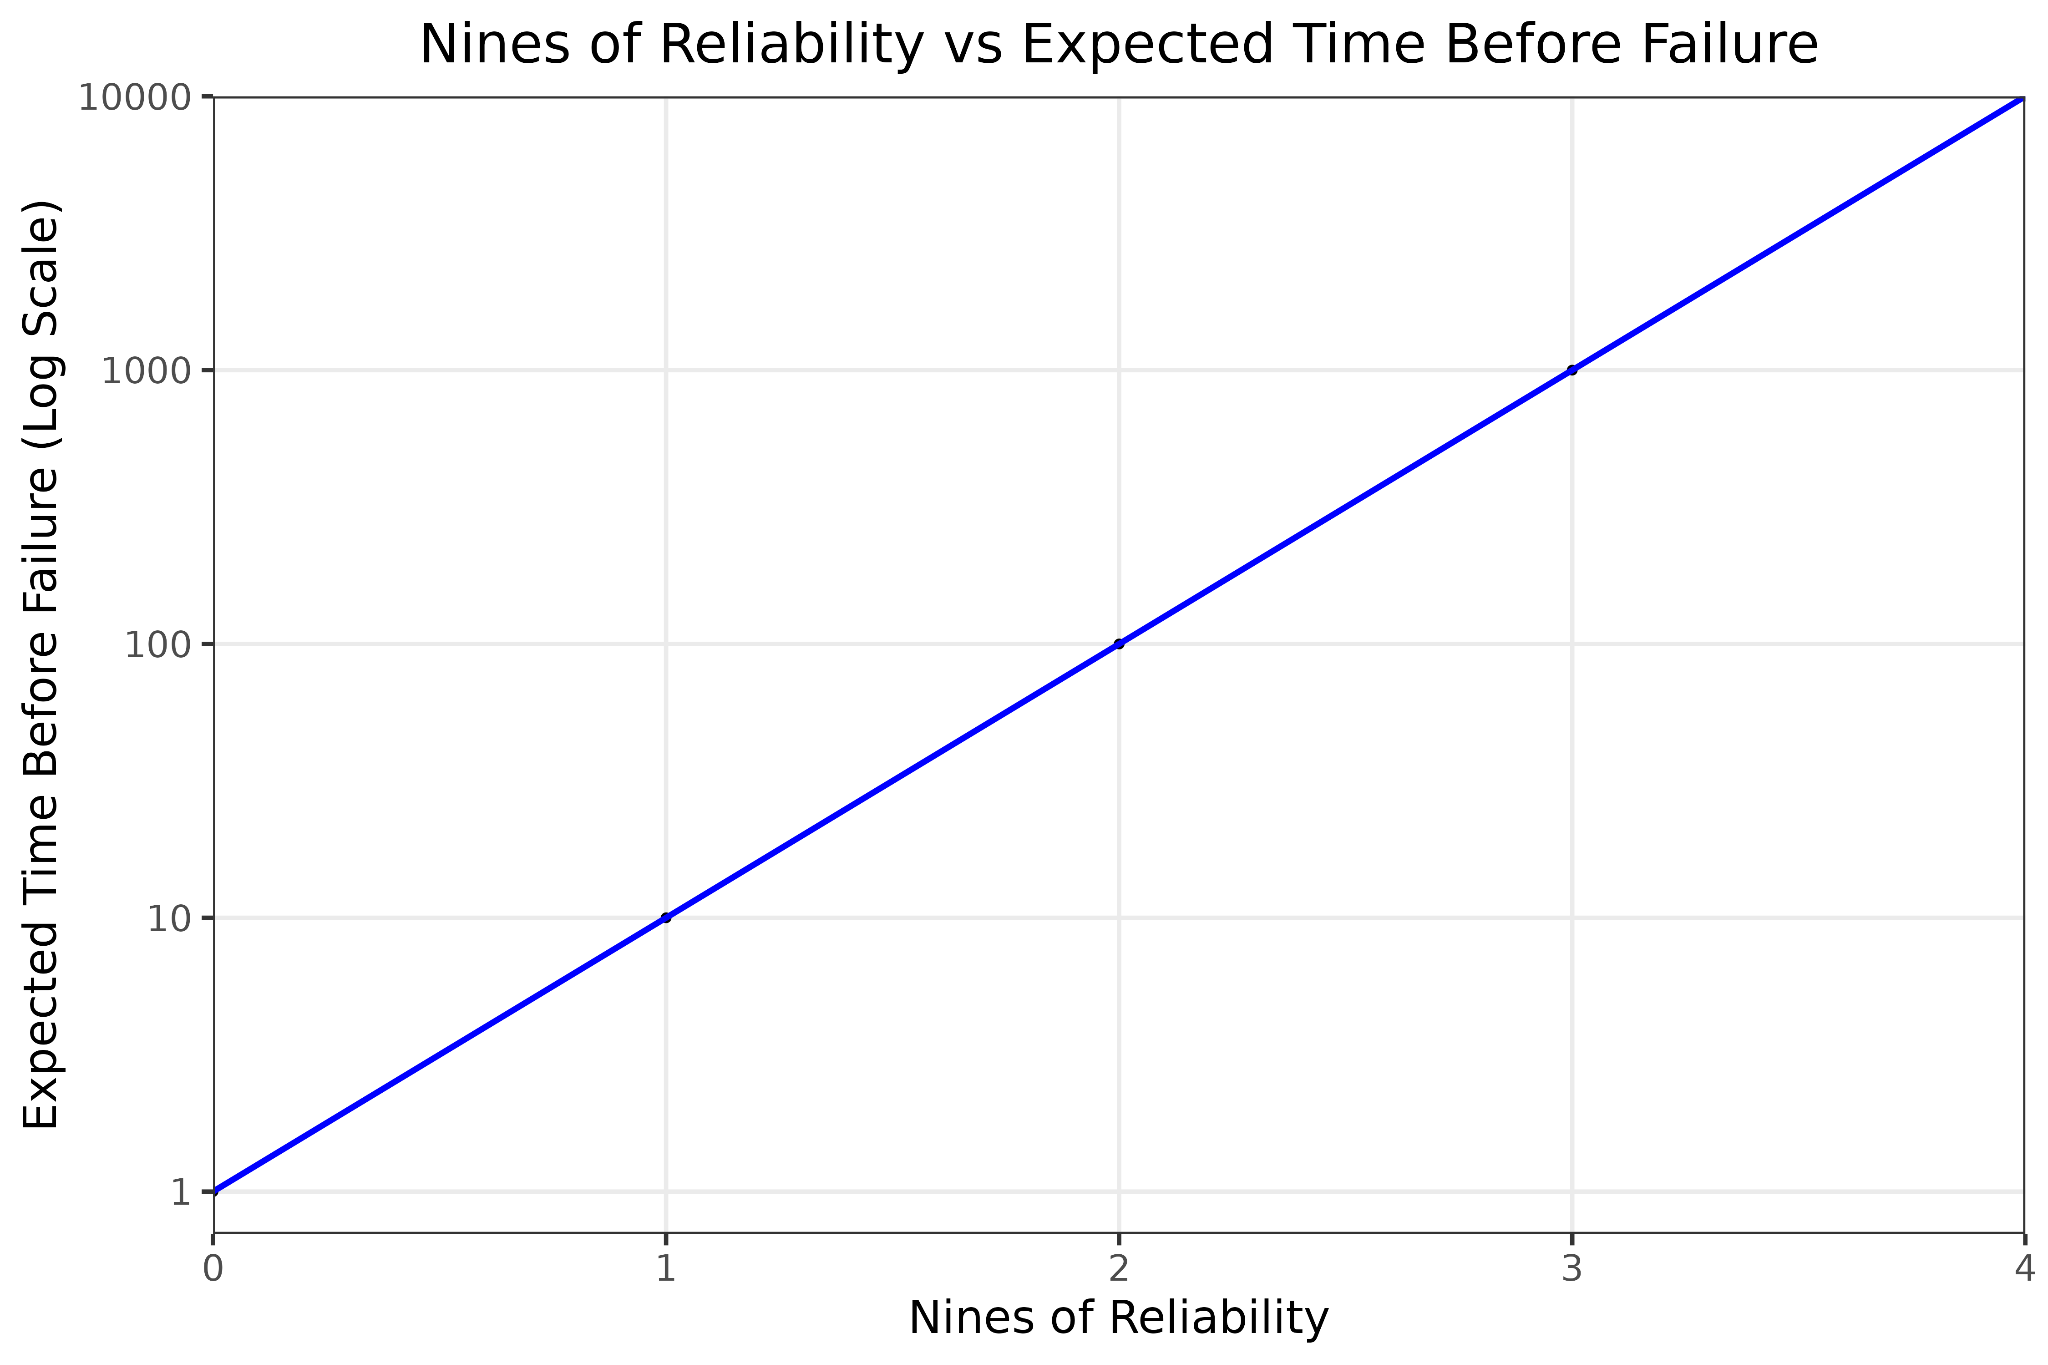 Nines of Reliability vs Expected Time Before Failure
Expected Time Before Failure (Log Scale)
10000
1000
100
10
1
0 1 2 3 4
Nines of Reliability